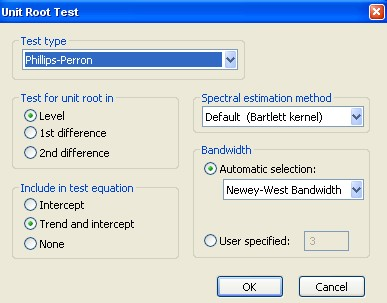 Unit Root Test
Test type
Phillips-Perron
Test for unit root in
Level
1st difference
2nd difference
Include in test equation
Intercept
Trend and intercept
None
Spectral estimation method
Default (Bartlett kernel)
Bandwidth
Automatic selection:
Newey-West Bandwidth
User specified: 3
OK
Cancel